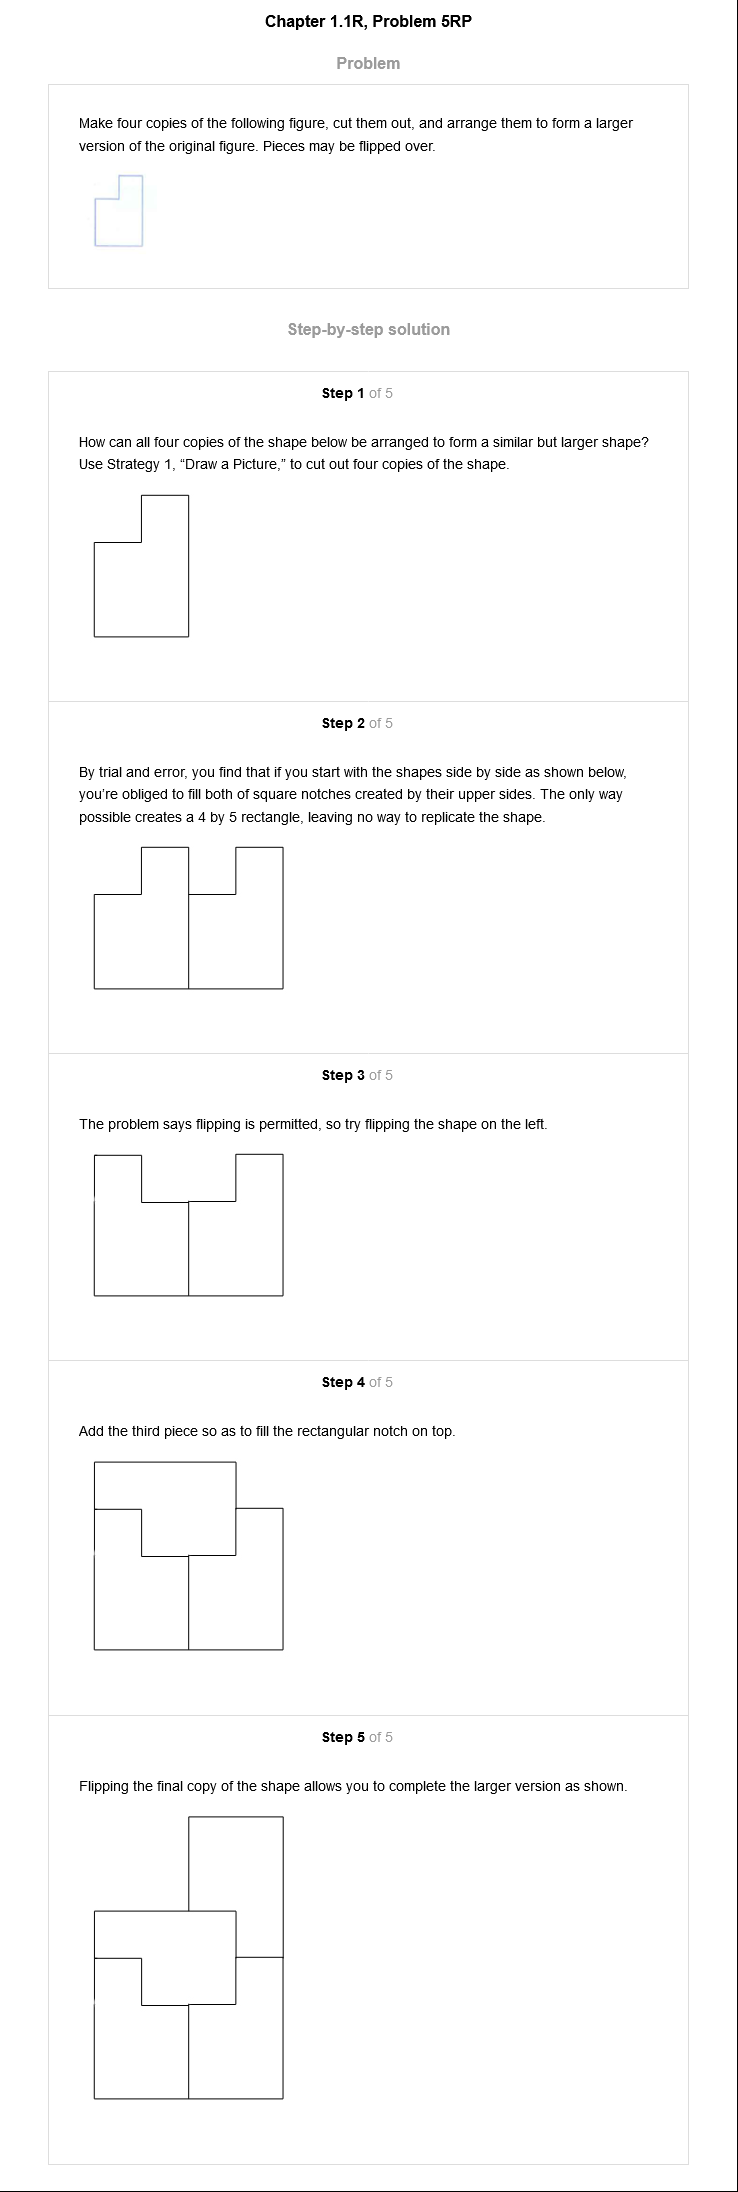 Chapter 1.1R, Problem 5RP
Problem
Make four copies of the following figure, cut them out, and arrange them to form a larger
version of the original figure. Pieces may be flipped over.
Step-by-step solution
Step 1 of 5
How can all four copies of the shape below be arranged to form a similar but larger shape?
Use Strategy 1, “Draw a Picture,” to cut out four copies of the shape.
Step 2 of 5
By trial and error, you find that if you start with the shapes side by side as shown below,
you’re obliged to fill both of square notches created by their upper sides. The only way
possible creates a 4 by 5 rectangle, leaving no way to replicate the shape.
Step 3 of 5
The problem says flipping is permitted, so try flipping the shape on the left.
Step 4 of 5
Add the third piece so as to fill the rectangular notch on top.
Step 5 of 5
Flipping the final copy of the shape allows you to complete the larger version as shown.